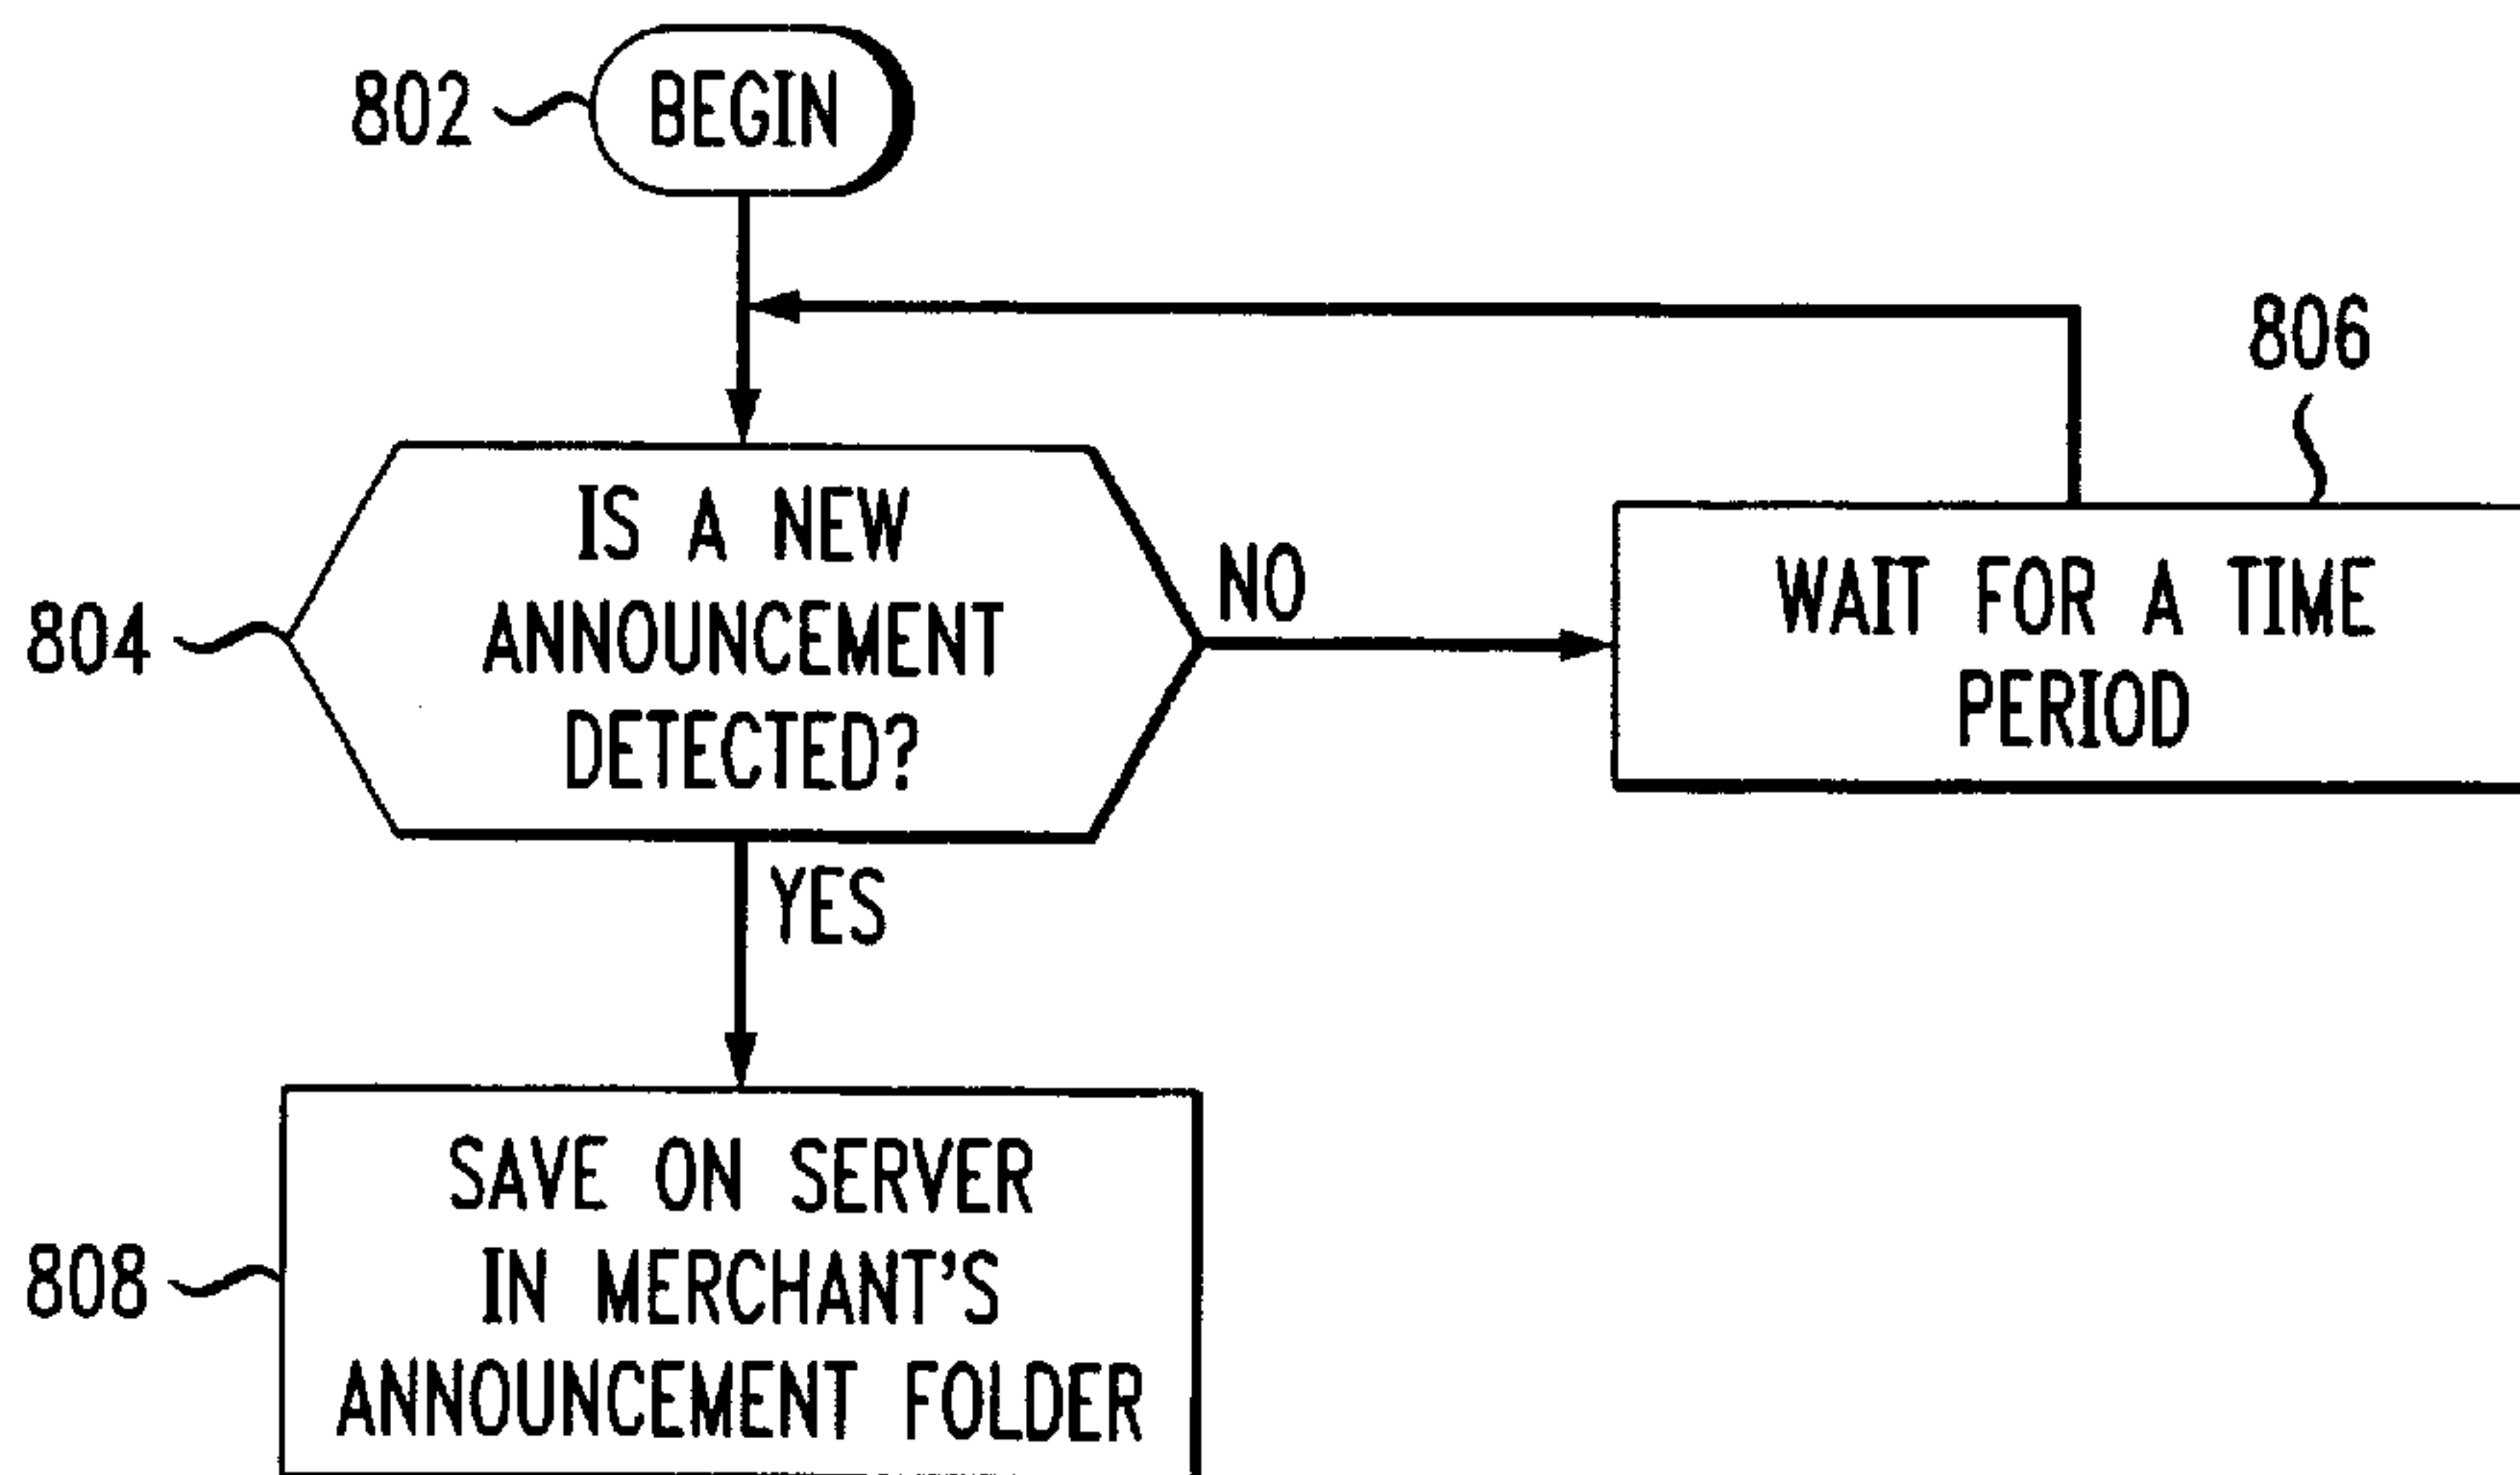 802
BEGIN
806
804
IS A NEW
ANNOUNCEMENT
DETECTED?
NO
WAIT FOR A TIME
PERIOD
YES
808
SAVE ON SERVER
IN MERCHANT'S
ANNOUNCEMENT FOLDER